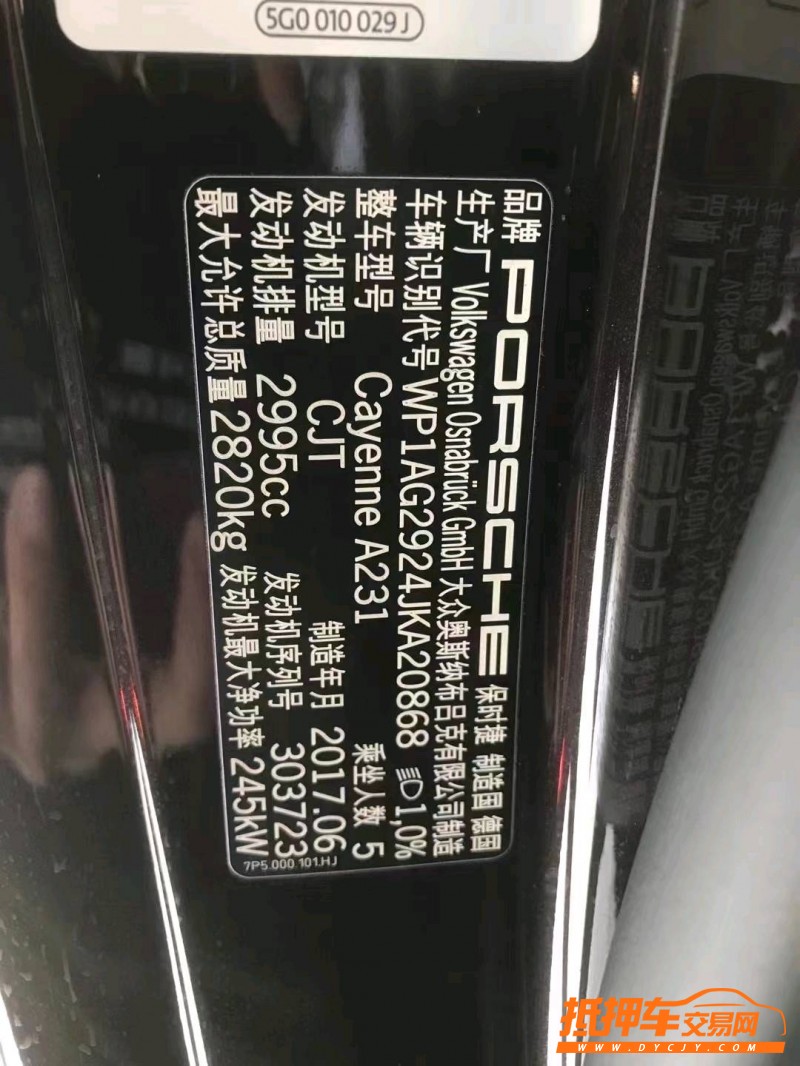 5G0 010 029 J
品牌 PORSCHE 保时捷 制造国 德国
生产厂 Volkswagen Osnabrück GmbH 大众奥斯纳布吕克有限公司制造
车辆识别代号 WP1AG2924JKA20868 1,0%
整车型号 Cayenne A231 乘坐人数 5
发动机型号 CJT 制造年月 2017.06
发动机排量 2995cc 发动机序列号 303723
最大允许总质量 2820kg 发动机最大净功率 245kW
7P5.000.101.HJ
抵押车交易网
WWW.DYCJY.COM